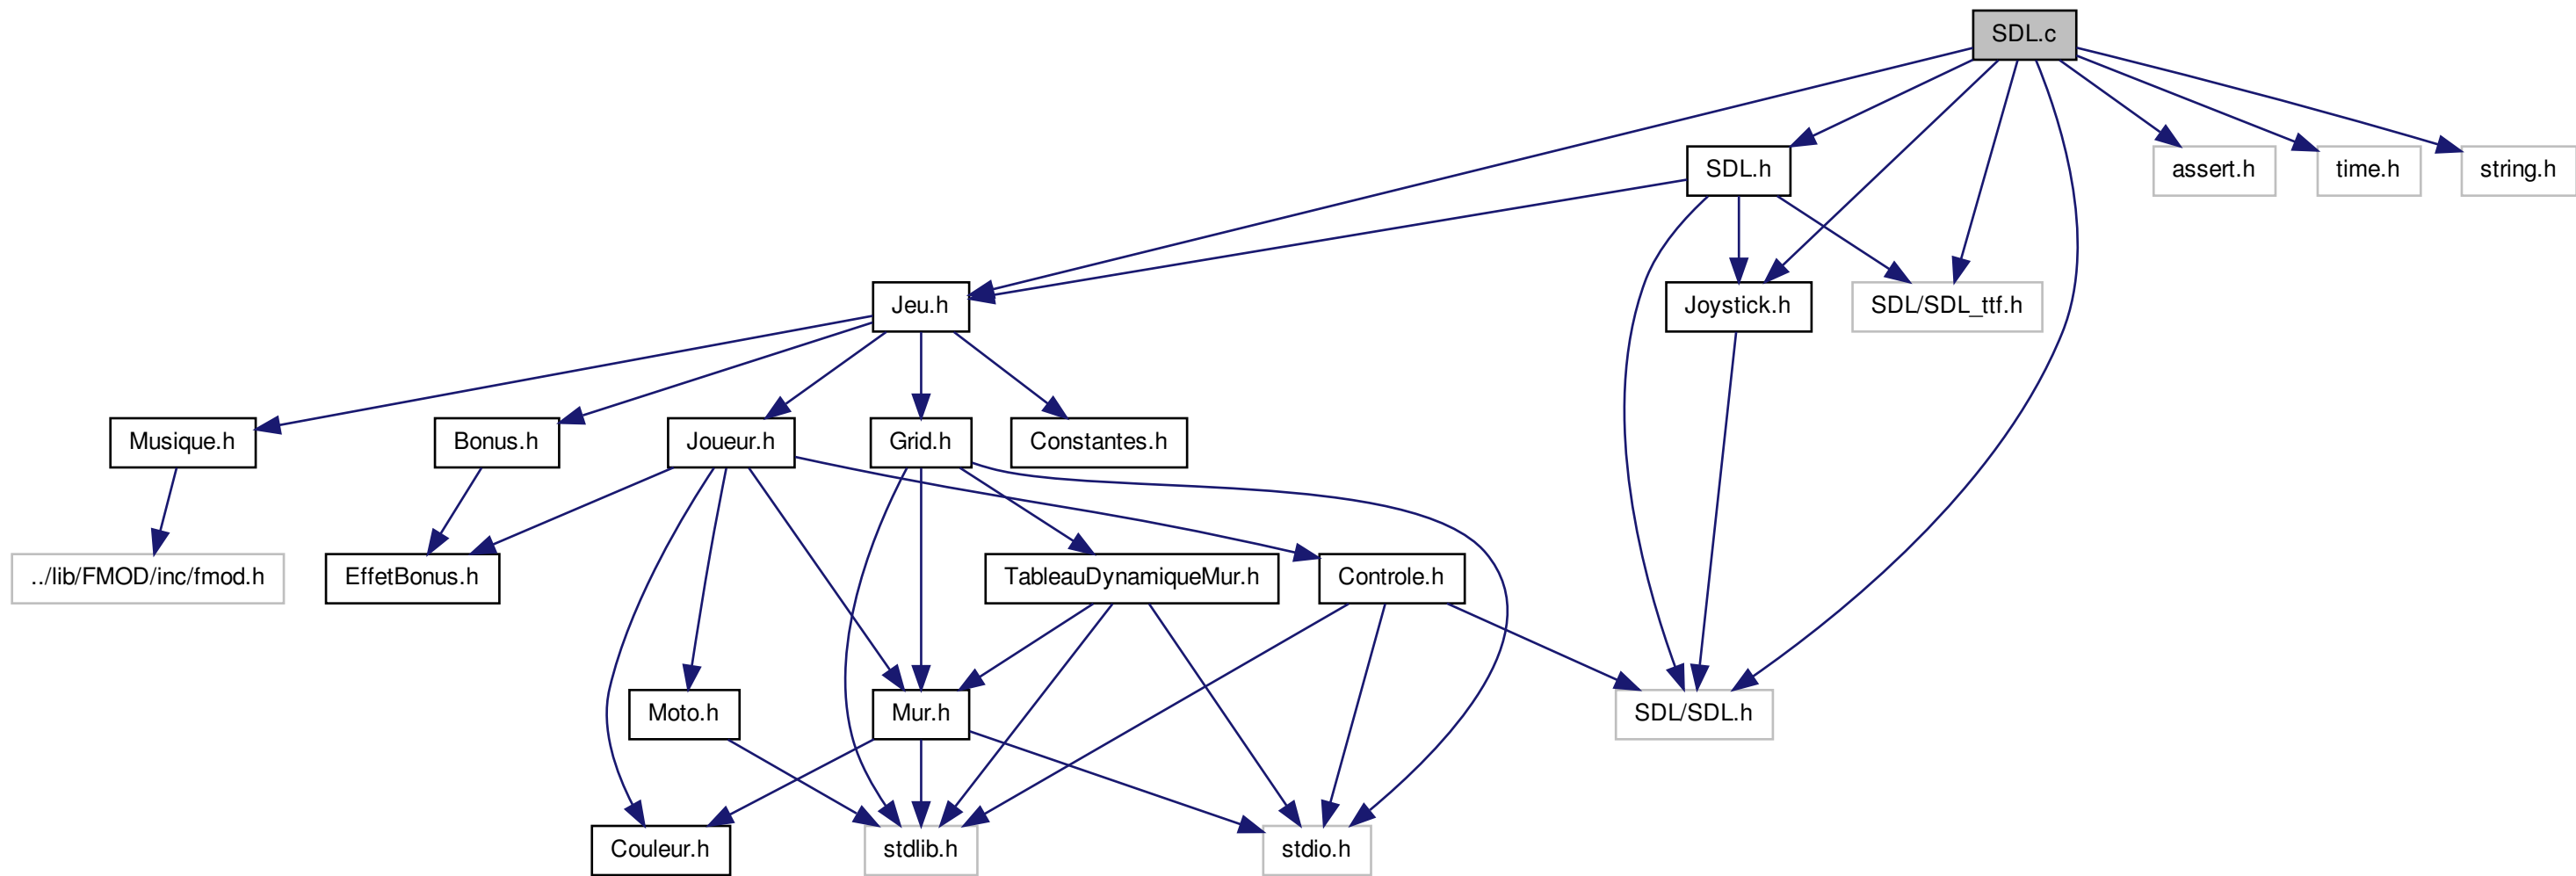 SDL.c
SDL.h
assert.h
time.h
string.h
Jeu.h
Joystick.h
SDL/SDL_ttf.h
Musique.h
Bonus.h
Joueur.h
Grid.h
Constantes.h
../lib/FMOD/inc/fmod.h
EffetBonus.h
TableauDynamiqueMur.h
Controle.h
Moto.h
Mur.h
SDL/SDL.h
Couleur.h
stdlib.h
stdio.h